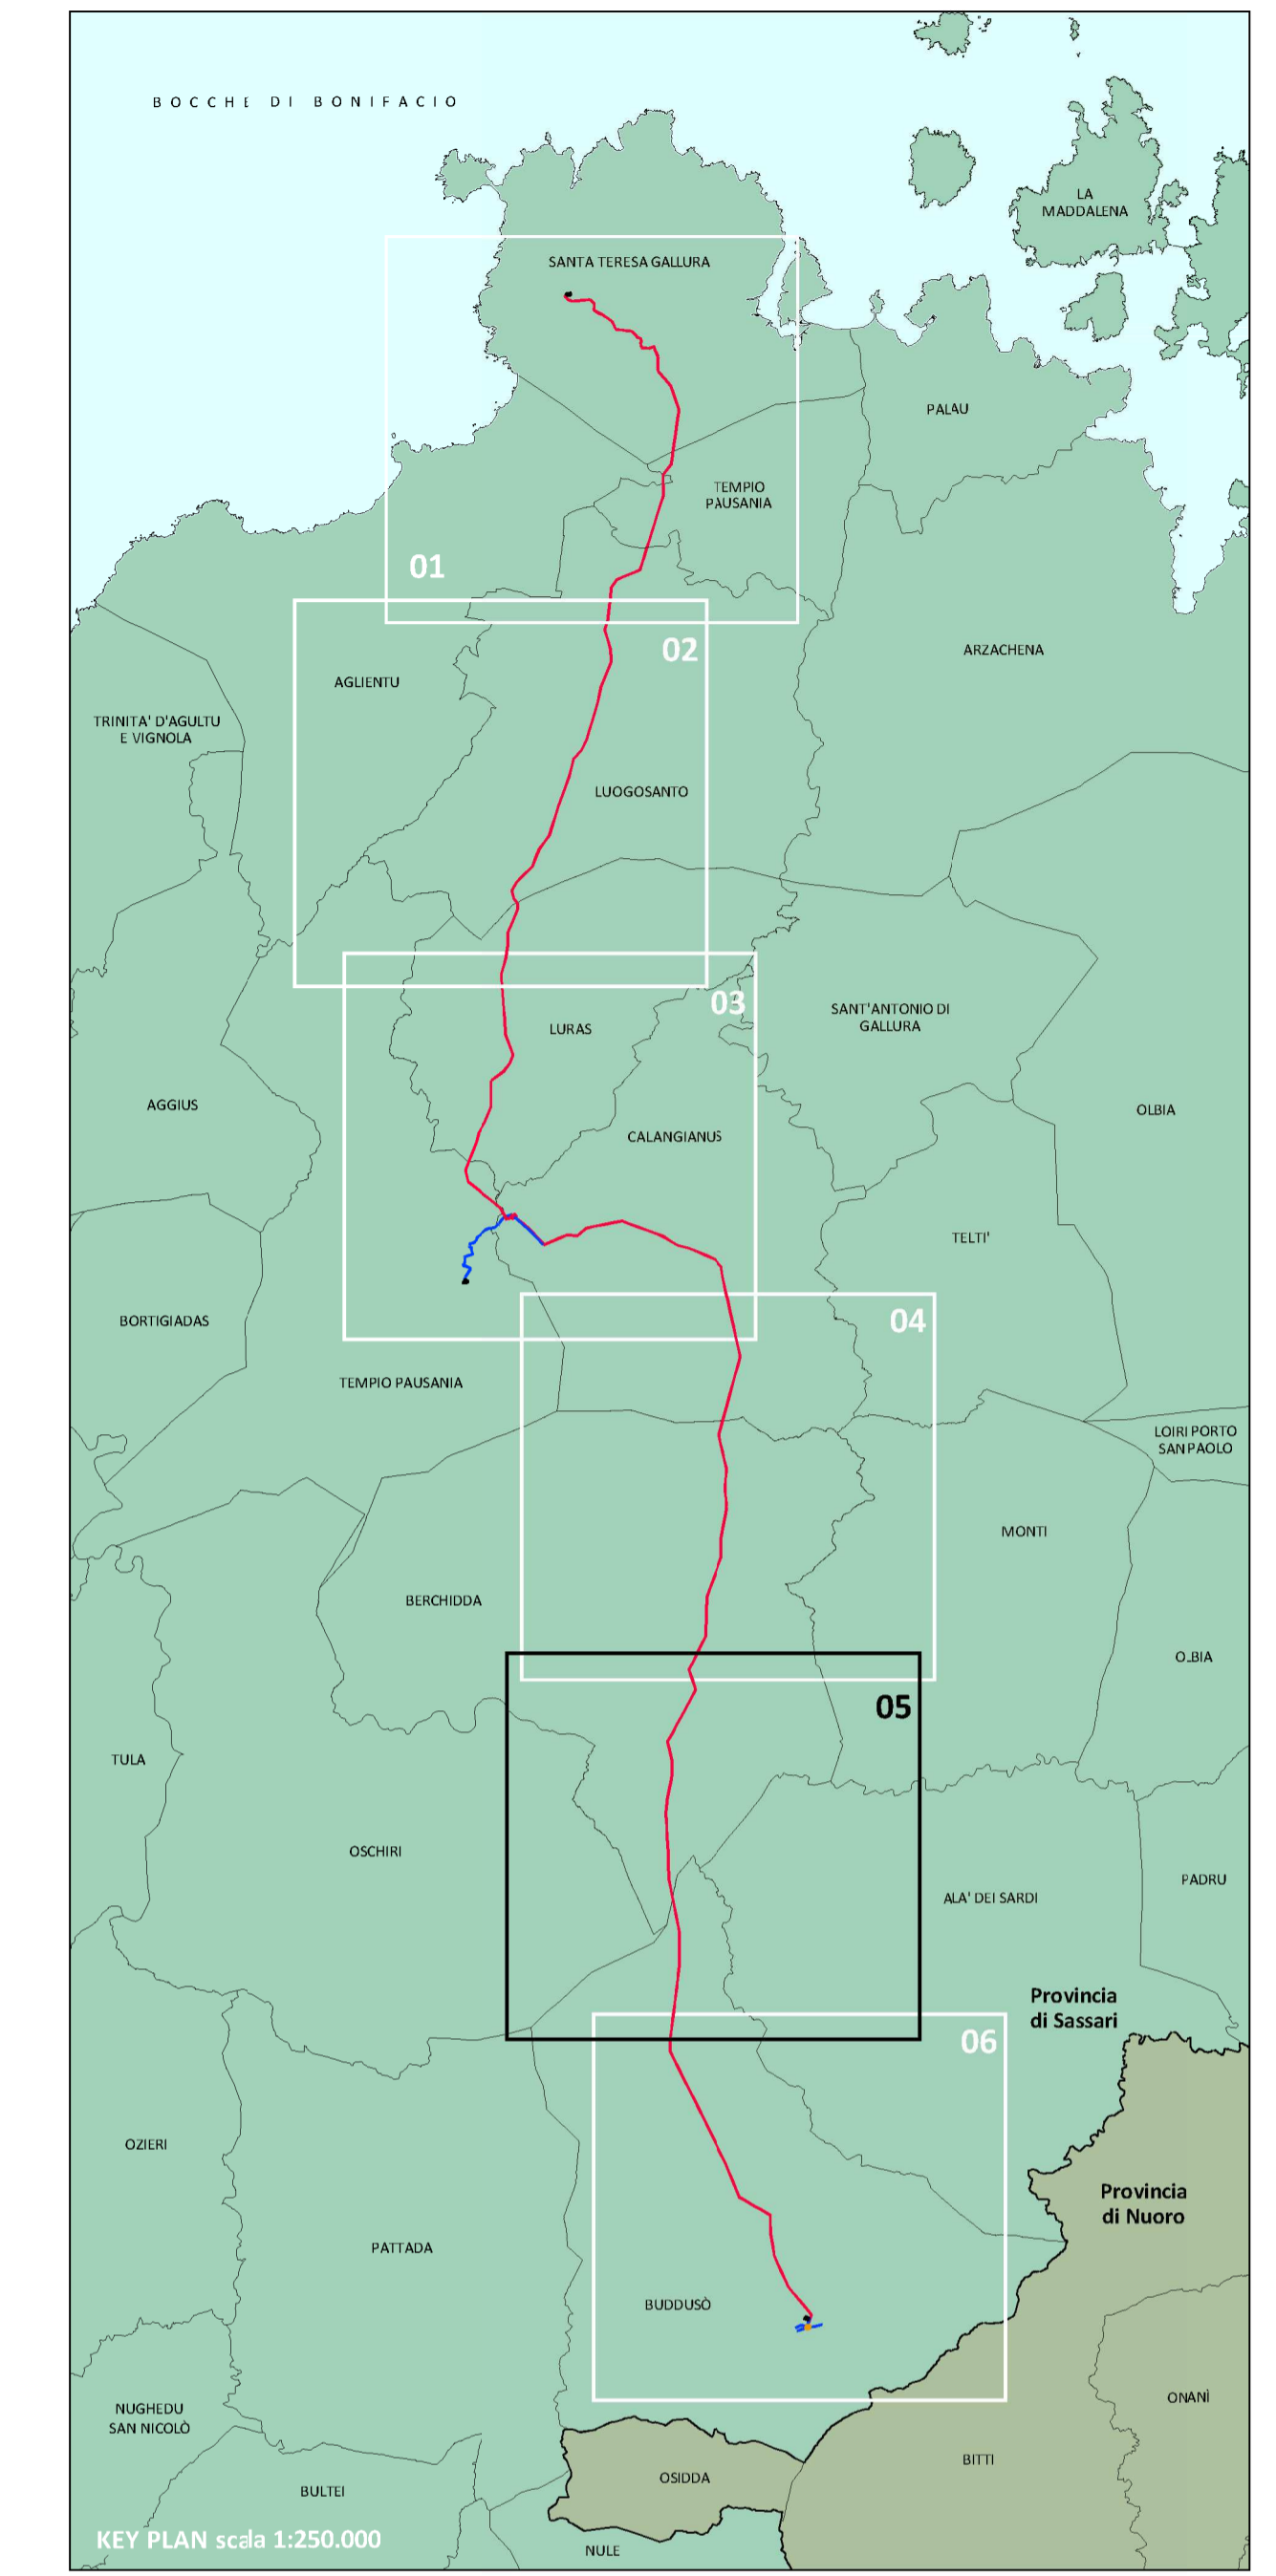 BOCCHE DI BONIFACIO
LA
MADDALENA
SANTA TERESA GALLURA
PALAU
TEMPIO
PAUSANIA
01
02
ARZACHENA
AGLIENTU
TRINITA' D'AGULTU
E VIGNOLA
LUOGOSANTO
03
SANT'ANTONIO DI
GALLURA
LURAS
AGGIUS
OLBIA
CALANGIANUS
TELTI'
BORTIGIADAS
04
TEMPIO PAUSANIA
LOIRI PORTO
SAN PAOLO
MONTI
BERCHIDDA
OLBIA
05
TULA
OSCHIRI
PADRU
ALA' DEI SARDI
Provincia
di Sassari
06
OZIERI
Provincia
di Nuoro
PATTADA
BUDDUSÒ
ONANÌ
NUGHEDU
SAN NICOLÒ
BITTI
OSIDDA
BULTEI
KEY PLAN scala 1:250.000
NULE